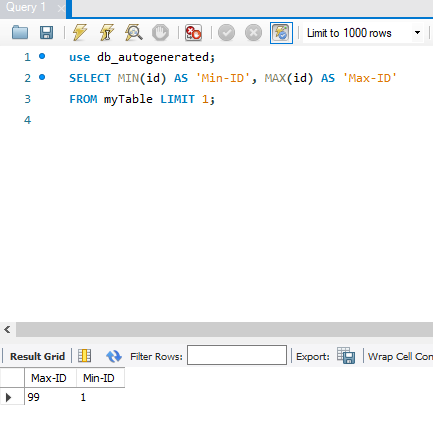 Query 1
Limit to 1000 rows
1 use db_autogenerated;
2 SELECT MIN(id) AS 'Min-ID', MAX(id) AS 'Max-ID'
3 FROM myTable LIMIT 1;
4
Result Grid Filter Rows: Export: Wrap Cell Con
Max-ID Min-ID
99 1